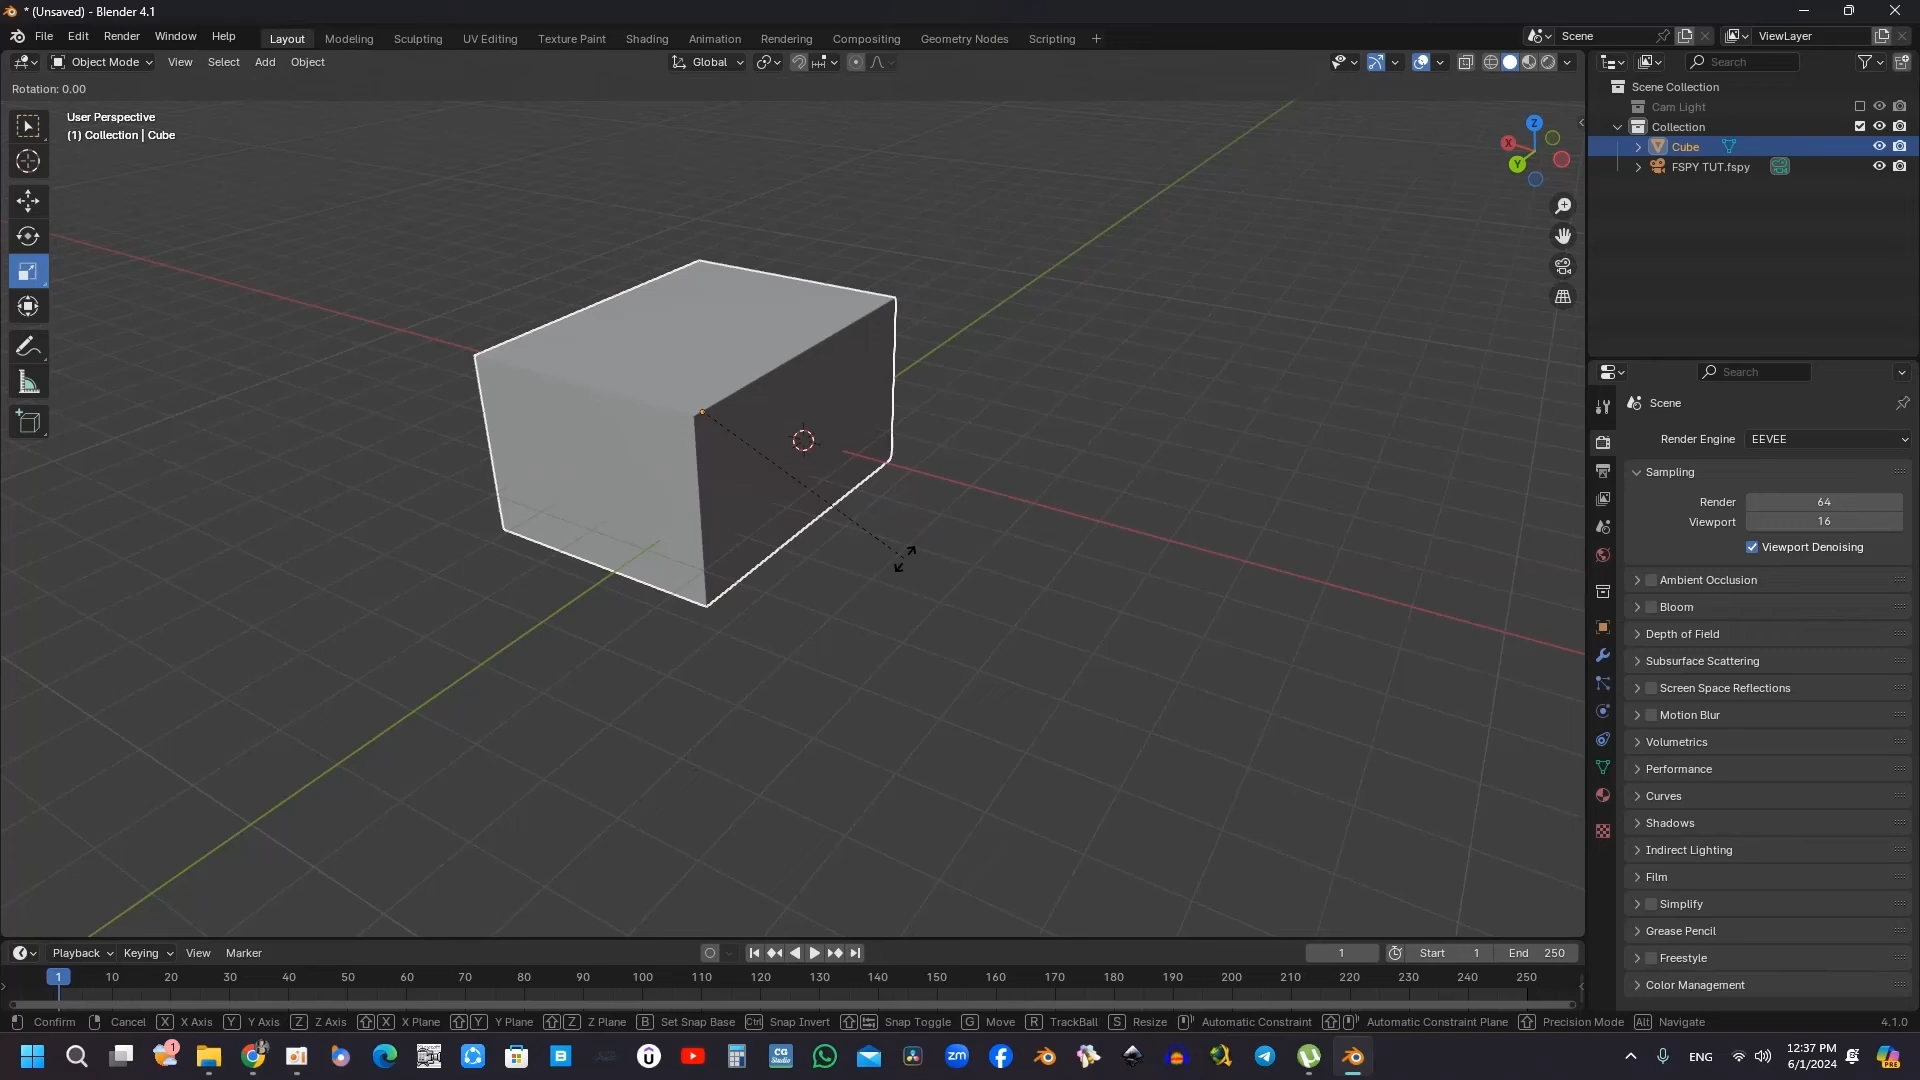 * (Unsaved) - Blender 4.1
File Edit Render Window Help Layout Modeling Sculpting UV Editing Texture Paint Shading Animation Rendering Compositing Geometry Nodes Scripting + Scene ViewLayer
Object Mode View Select Add Object Global Search
Rotation: 0.00
User Perspective
(1) Collection | Cube
Z
X
Y
Scene Collection
Cam Light
Collection
Cube
FSPY TUT.fspy
Search
Scene
Render Engine EEVEE
Sampling
Render 64
Viewport 16
Viewport Denoising
Ambient Occlusion
Bloom
Depth of Field
Subsurface Scattering
Screen Space Reflections
Motion Blur
Volumetrics
Performance
Curves
Shadows
Indirect Lighting
Film
Simplify
Grease Pencil
Freestyle
Color Management
Playback Keying View Marker 1 Start 1 End 250
1 10 20 30 40 50 60 70 80 90 100 110 120 130 140 150 160 170 180 190 200 210 220 230 240 250
Confirm Cancel X X Axis Y Y Axis Z Z Axis X X Plane Y Y Plane Z Z Plane B Set Snap Base Ctrl Snap Invert Snap Toggle G Move R TrackBall S Resize Automatic Constraint Automatic Constraint Plane Precision Mode Alt Navigate 4.1.0
1 CG Studio zm ENG 12:37 PM PRE
6/1/2024